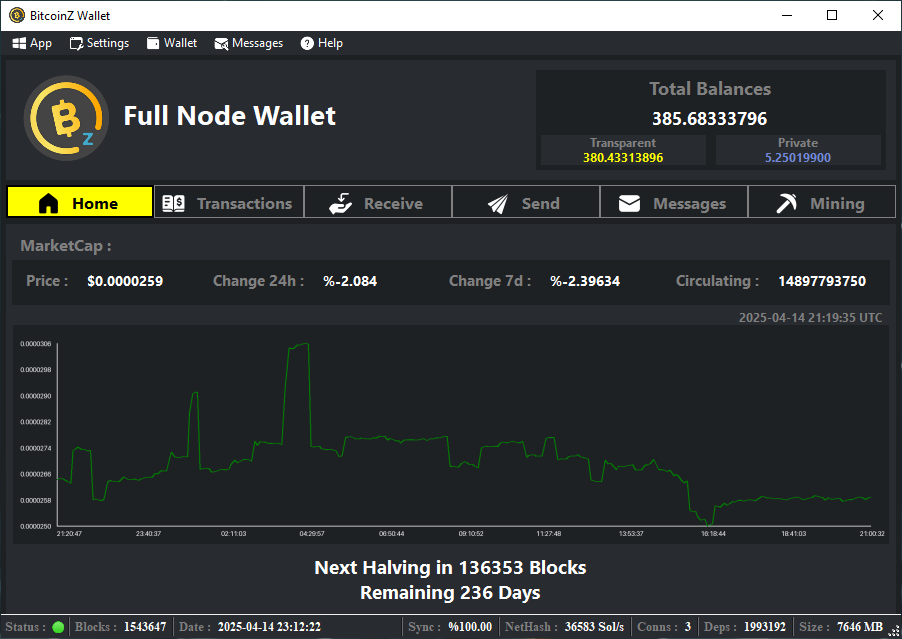 BitcoinZ Wallet
App Settings Wallet Messages Help
Full Node Wallet
Total Balances
385.68333796
Transparent Private
380.43313896 5.25019900
Home Transactions Receive Send Messages Mining
MarketCap :
Price : $0.0000259 Change 24h : %-2.084 Change 7d : %-2.39634 Circulating : 14897793750
2025-04-14 21:19:35 UTC
0.0000306
0.0000298
0.0000290
0.0000282
0.0000274
0.0000266
0.0000258
0.0000250
21:20:47 23:40:37 02:11:03 04:29:57 06:50:44 09:10:52 11:27:48 13:53:37 16:18:44 18:41:03 21:00:32
Next Halving in 136353 Blocks
Remaining 236 Days
Status : Blocks : 1543647 Date : 2025-04-14 23:12:22 Sync : %100.00 NetHash : 36583 Sol/s Conns : 3 Deps : 1993192 Size : 7646 MB